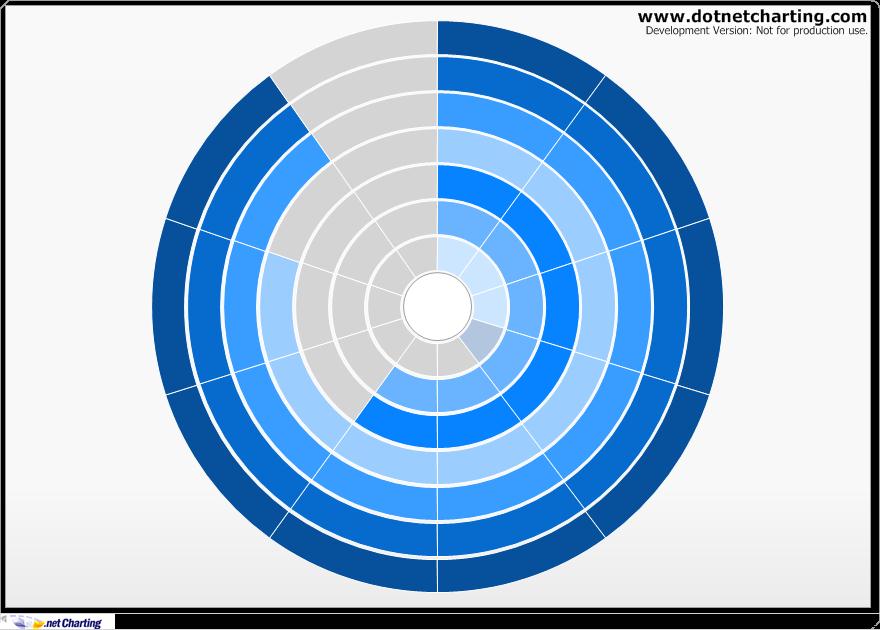 www.dotnetcharting.com
Development Version: Not for production use.
.net Charting